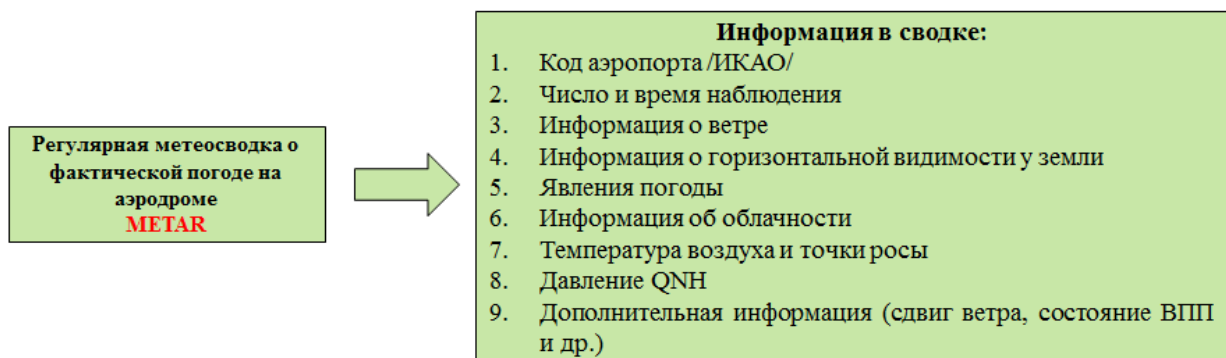 Регулярная метеосводка о
фактической погоде на
аэродроме
METAR
Информация в сводке:
1. Код аэропорта /ИКАО/
2. Число и время наблюдения
3. Информация о ветре
4. Информация о горизонтальной видимости у земли
5. Явления погоды
6. Информация об облачности
7. Температура воздуха и точки росы
8. Давление QNH
9. Дополнительная информация (сдвиг ветра, состояние ВПП
и др.)